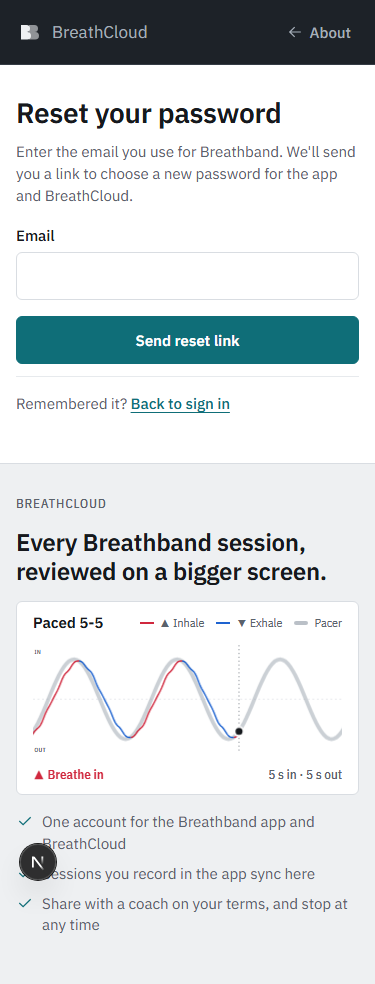 BreathCloud
← About
Reset your password
Enter the email you use for Breathband. We'll send
you a link to choose a new password for the app
and BreathCloud.
Email
Send reset link
Remembered it? Back to sign in
BREATHCLOUD
Every Breathband session,
reviewed on a bigger screen.
Paced 5-5
▲ Inhale
▼ Exhale
Pacer
IN
OUT
▲ Breathe in
5 s in · 5 s out
One account for the Breathband app and
BreathCloud
N
Sessions you record in the app sync here
Share with a coach on your terms, and stop at
any time